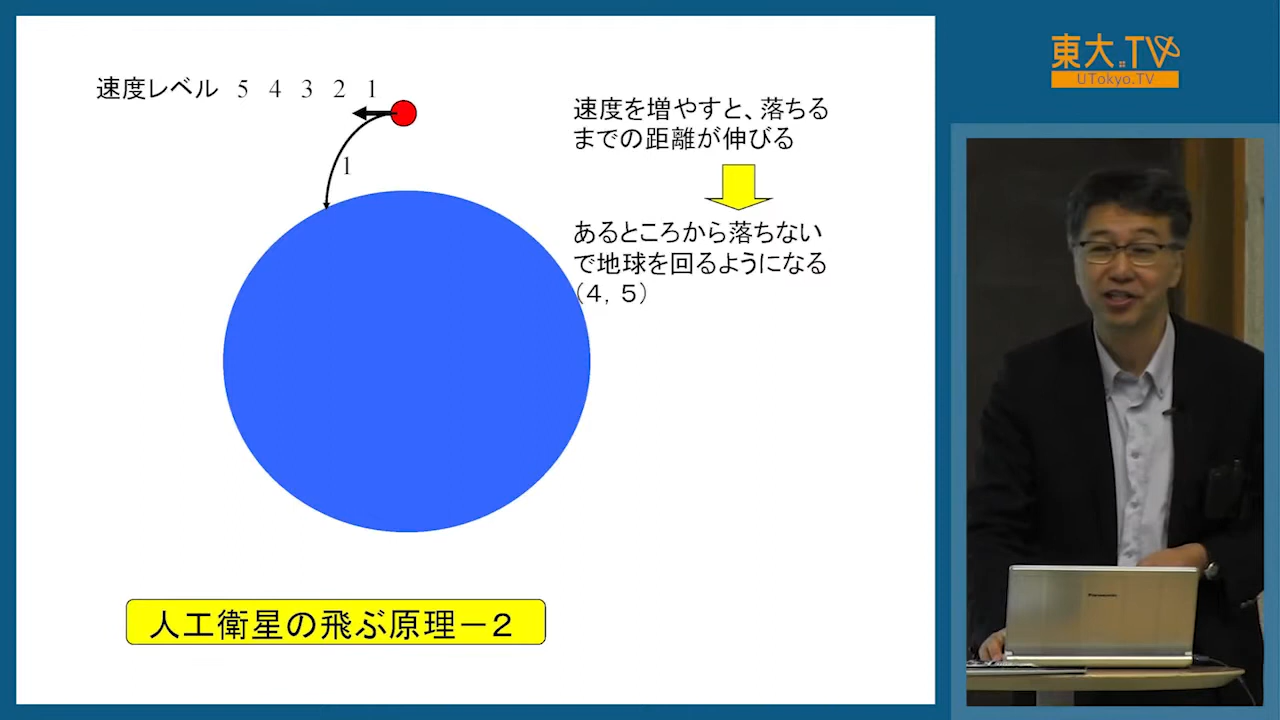 速度レベル 5 4 3 2 1
1
速度を増やすと、落ちる
までの距離が伸びる
あるところから落ちない
で地球を回るようになる
(４，５)
人工衛星の飛ぶ原理－２
東大TV
UTokyo.TV
Panasonic